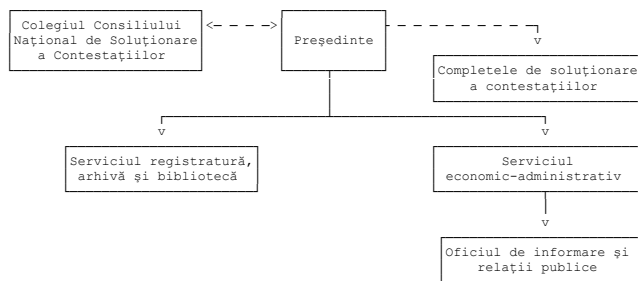 Colegiul Consiliului
Național de Soluționare
a Contestațiilor
Președinte
Completele de soluționare
a contestațiilor
Serviciul registratură,
arhivă și bibliotecă
Serviciul
economic-administrativ
Oficiul de informare și
relații publice